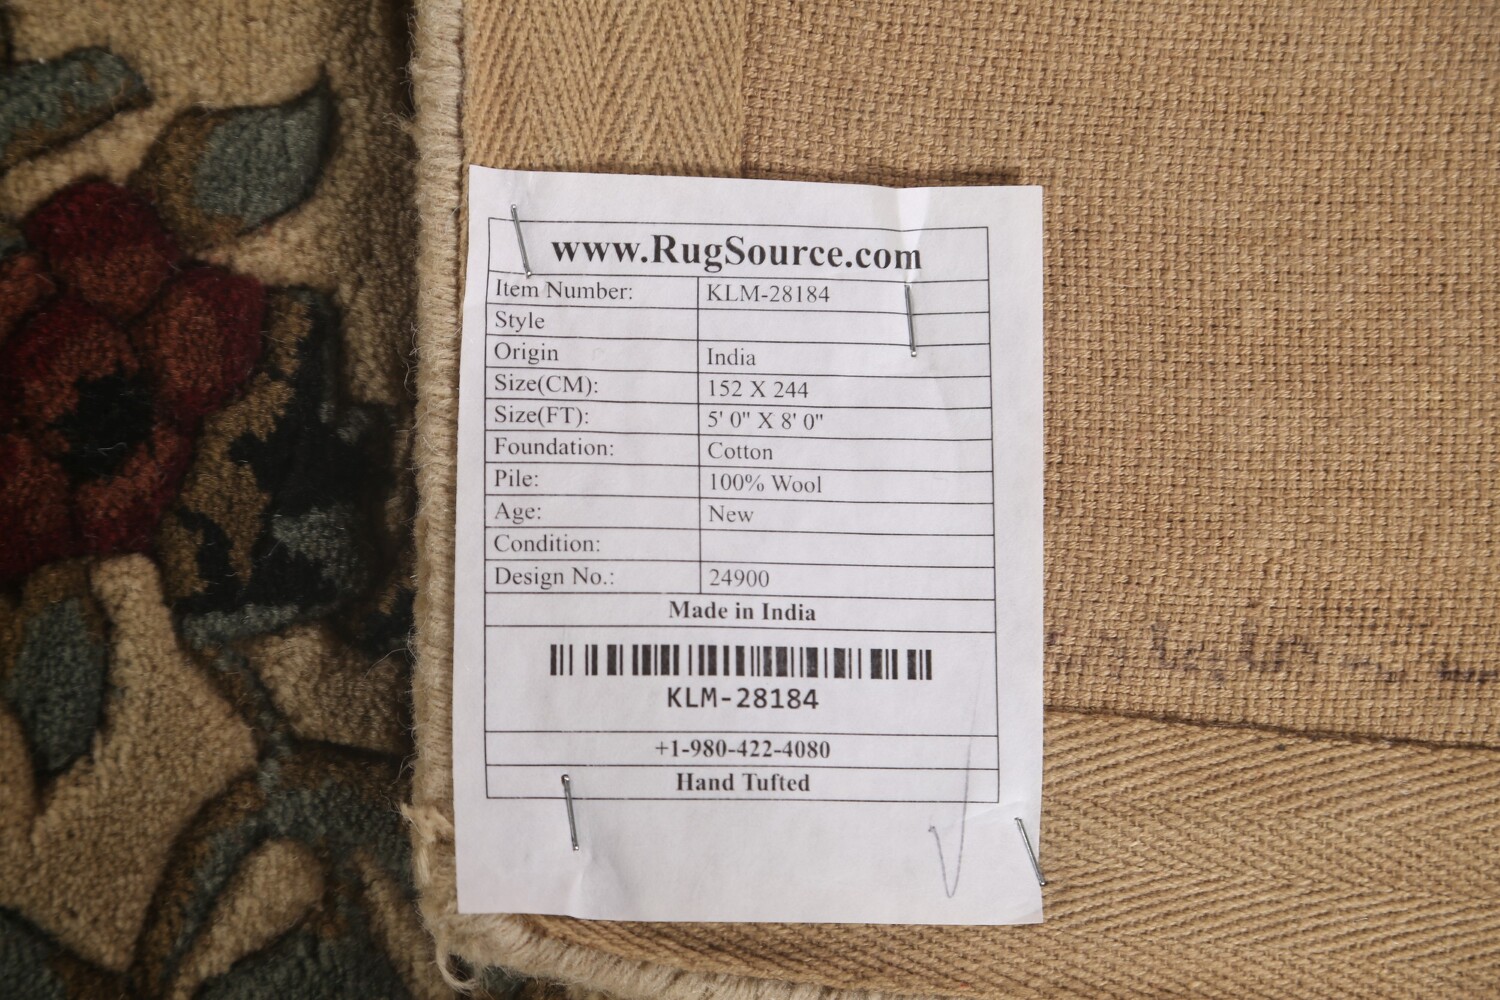 www.RugSource.com
Item Number: KLM-28184
Style
Origin India
Size(CM): 152 X 244
Size(FT): 5' 0" X 8' 0"
Foundation: Cotton
Pile: 100% Wool
Age: New
Condition:
Design No.: 24900
Made in India
KLM-28184
+1-980-422-4080
Hand Tufted